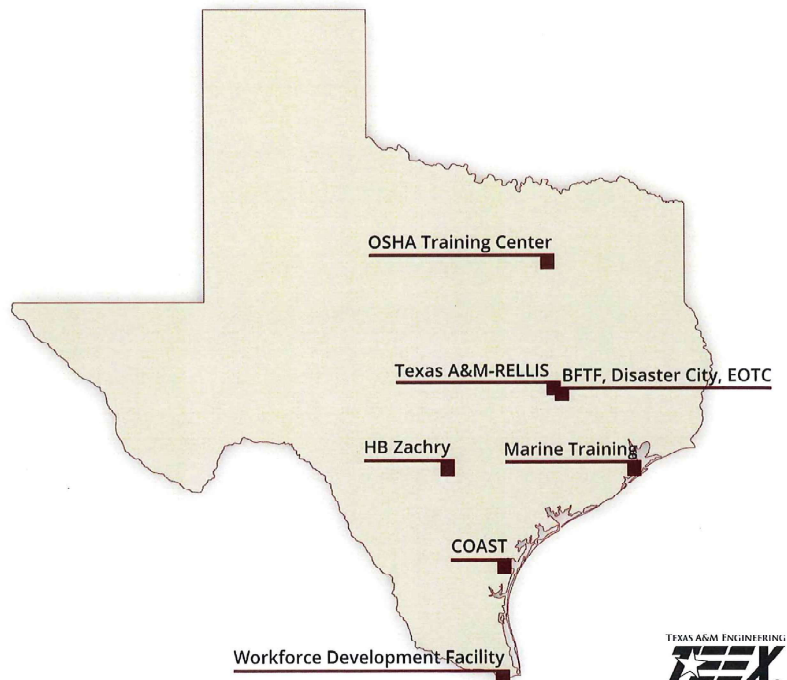 OSHA Training Center
Texas A&M-RELLIS
BFTF, Disaster City, EOTC
HB Zachry
Marine Training
COAST
Workforce Development Facility
TEXAS A&M ENGINEERING
TEEX